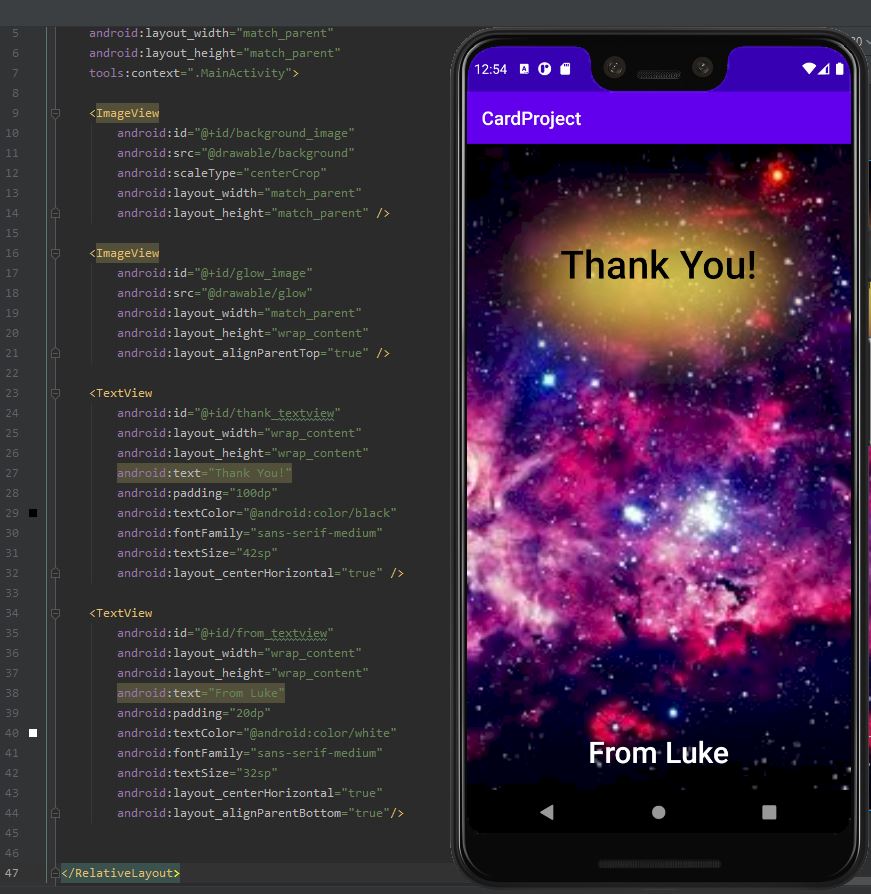 5 android:layout_width="match_parent"
6 android:layout_height="match_parent"
7 tools:context=".MainActivity">
8
9 <ImageView
10 android:id="@+id/background_image"
11 android:src="@drawable/background"
12 android:scaleType="centerCrop"
13 android:layout_width="match_parent"
14 android:layout_height="match_parent" />
15
16 <ImageView
17 android:id="@+id/glow_image"
18 android:src="@drawable/glow"
19 android:layout_width="match_parent"
20 android:layout_height="wrap_content"
21 android:layout_alignParentTop="true" />
22
23 <TextView
24 android:id="@+id/thank_textview"
25 android:layout_width="wrap_content"
26 android:layout_height="wrap_content"
27 android:text="Thank You!"
28 android:padding="100dp"
29 android:textColor="@android:color/black"
30 android:fontFamily="sans-serif-medium"
31 android:textSize="42sp"
32 android:layout_centerHorizontal="true" />
33
34 <TextView
35 android:id="@+id/from_textview"
36 android:layout_width="wrap_content"
37 android:layout_height="wrap_content"
38 android:text="From Luke"
39 android:padding="20dp"
40 android:textColor="@android:color/white"
41 android:fontFamily="sans-serif-medium"
42 android:textSize="32sp"
43 android:layout_centerHorizontal="true"
44 android:layout_alignParentBottom="true"/>
45
46
47 </RelativeLayout>
12:54
CardProject
Thank You!
From Luke